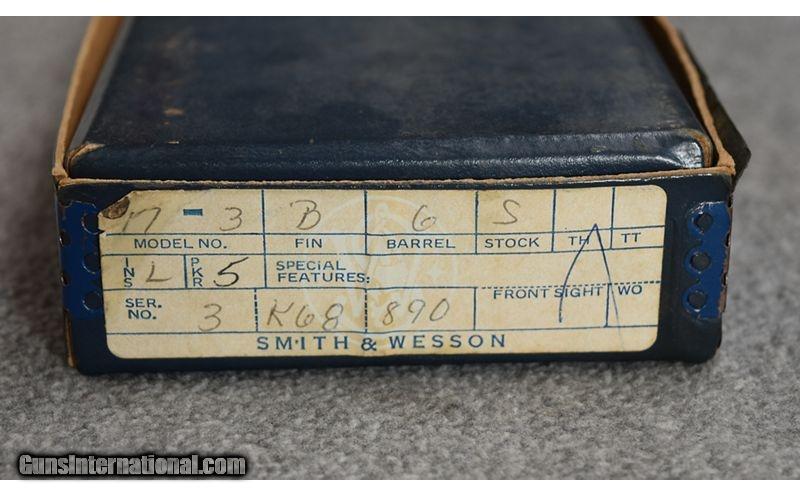 17 - 3 B 6 S
MODEL NO. FIN BARREL STOCK TH TT
INS L PKR 5 SPECIAL FEATURES:
FRONT SIGHT WO
SER. NO. 3 K68 890
SMITH & WESSON
GunsInternational.com